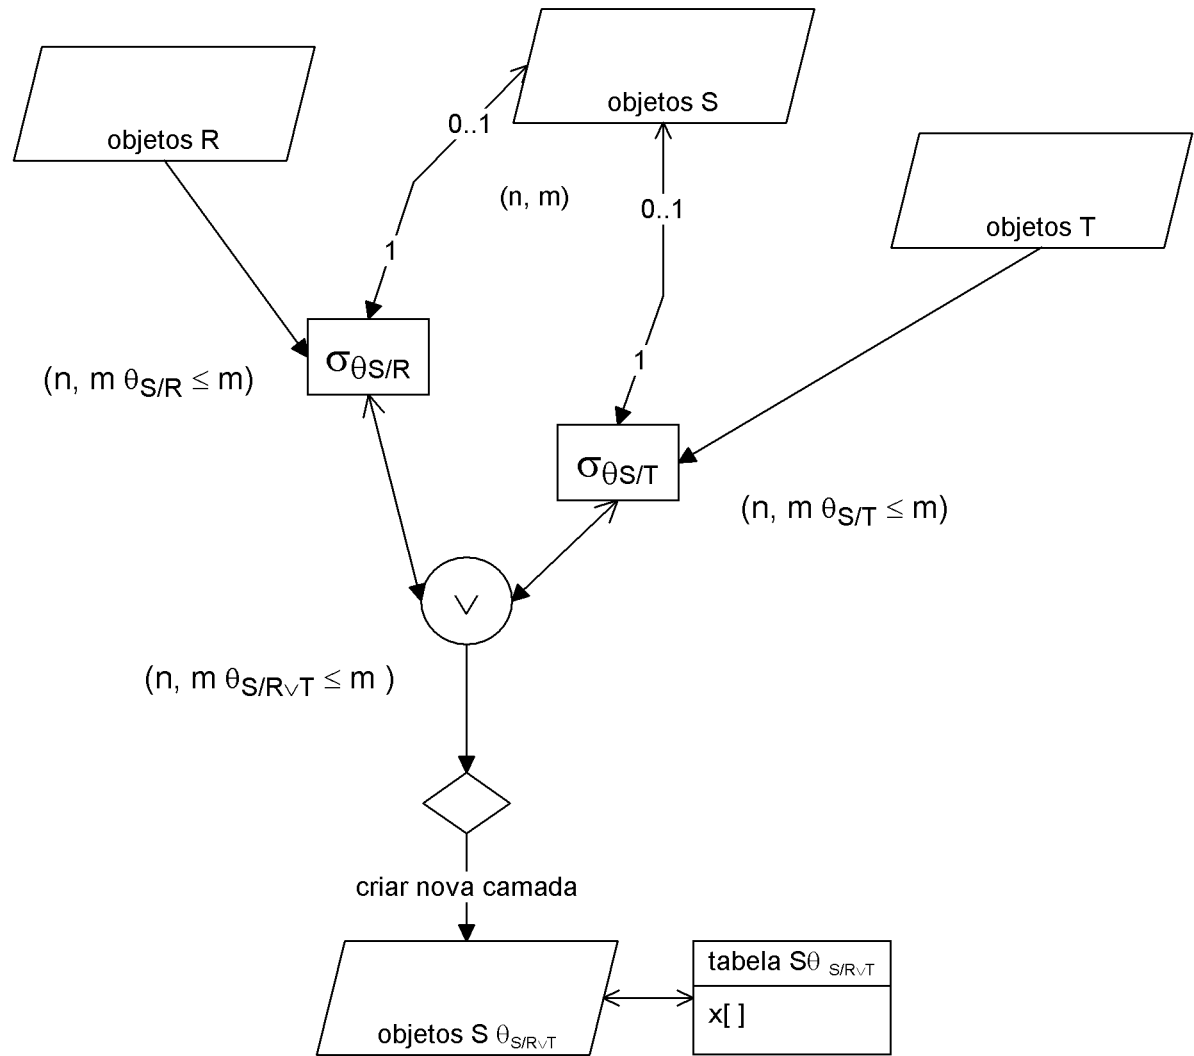 objetos S
objetos R
0..1
(n, m)
0..1
objetos T
1
σθS/R
1
(n, m θS/R ≤ m)
σθS/T
(n, m θS/T ≤ m)
∨
(n, m θS/R∨T ≤ m )
criar nova camada
tabela Sθ S/R∨T
x[ ]
objetos S θS/R∨T